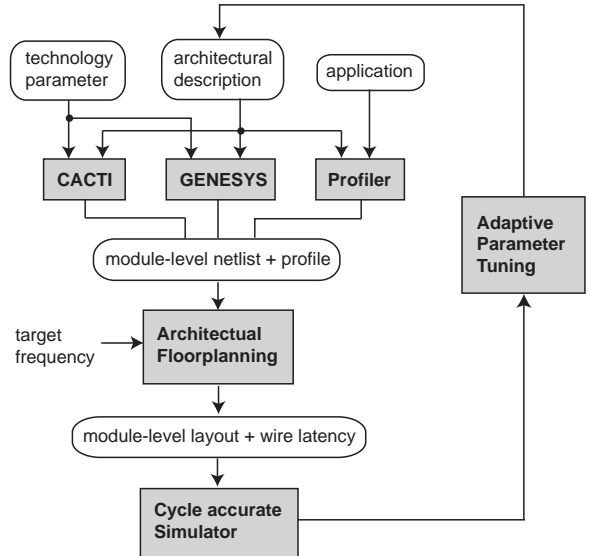 technology
parameter
architectural
description
application
CACTI
GENESYS
Profiler
Adaptive
Parameter
Tuning
module-level netlist + profile
target
frequency
Architectual
Floorplanning
module-level layout + wire latency
Cycle accurate
Simulator